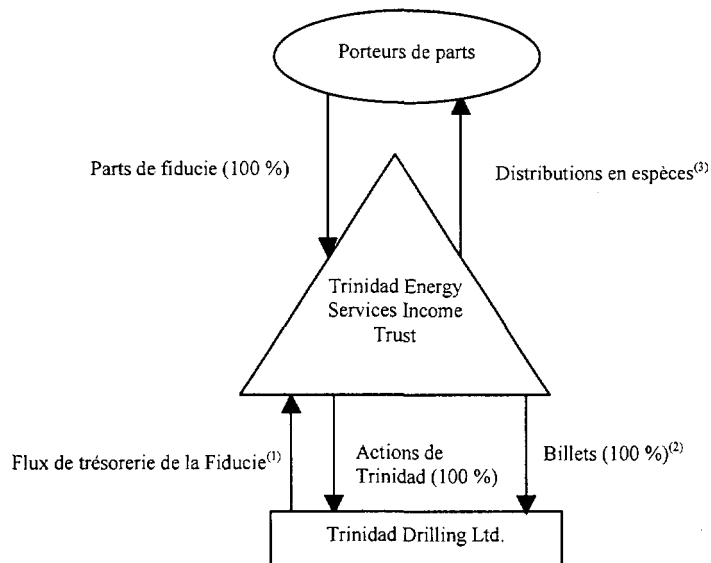 Porteurs de parts
Parts de fiducie (100 %)
Distributions en espèces(3)
Trinidad Energy
Services Income
Trust
Flux de trésorerie de la Fiducie(1)
Actions de
Trinidad (100 %)
Billets (100 %)(2)
Trinidad Drilling Ltd.